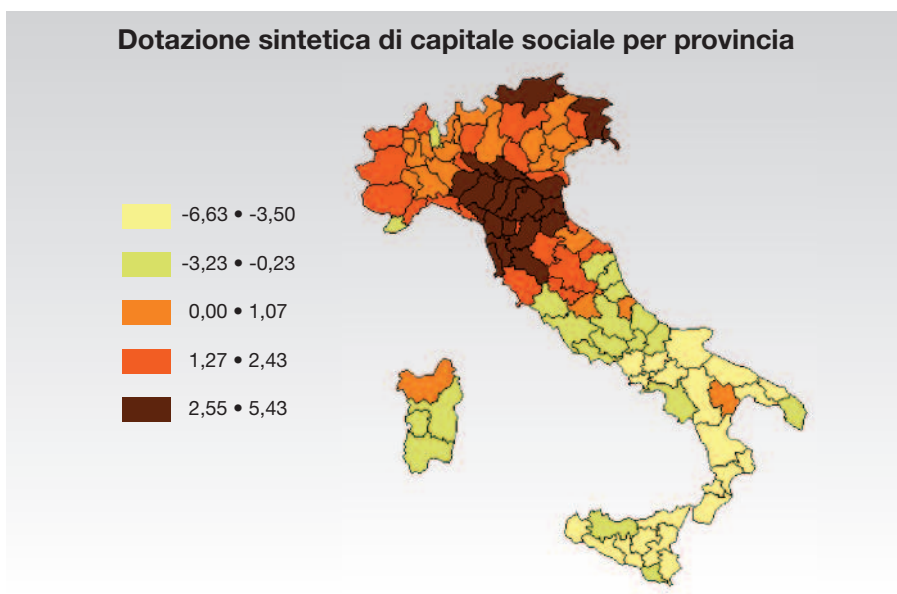 Dotazione sintetica di capitale sociale per provincia
-6,63 • -3,50
-3,23 • -0,23
0,00 • 1,07
1,27 • 2,43
2,55 • 5,43